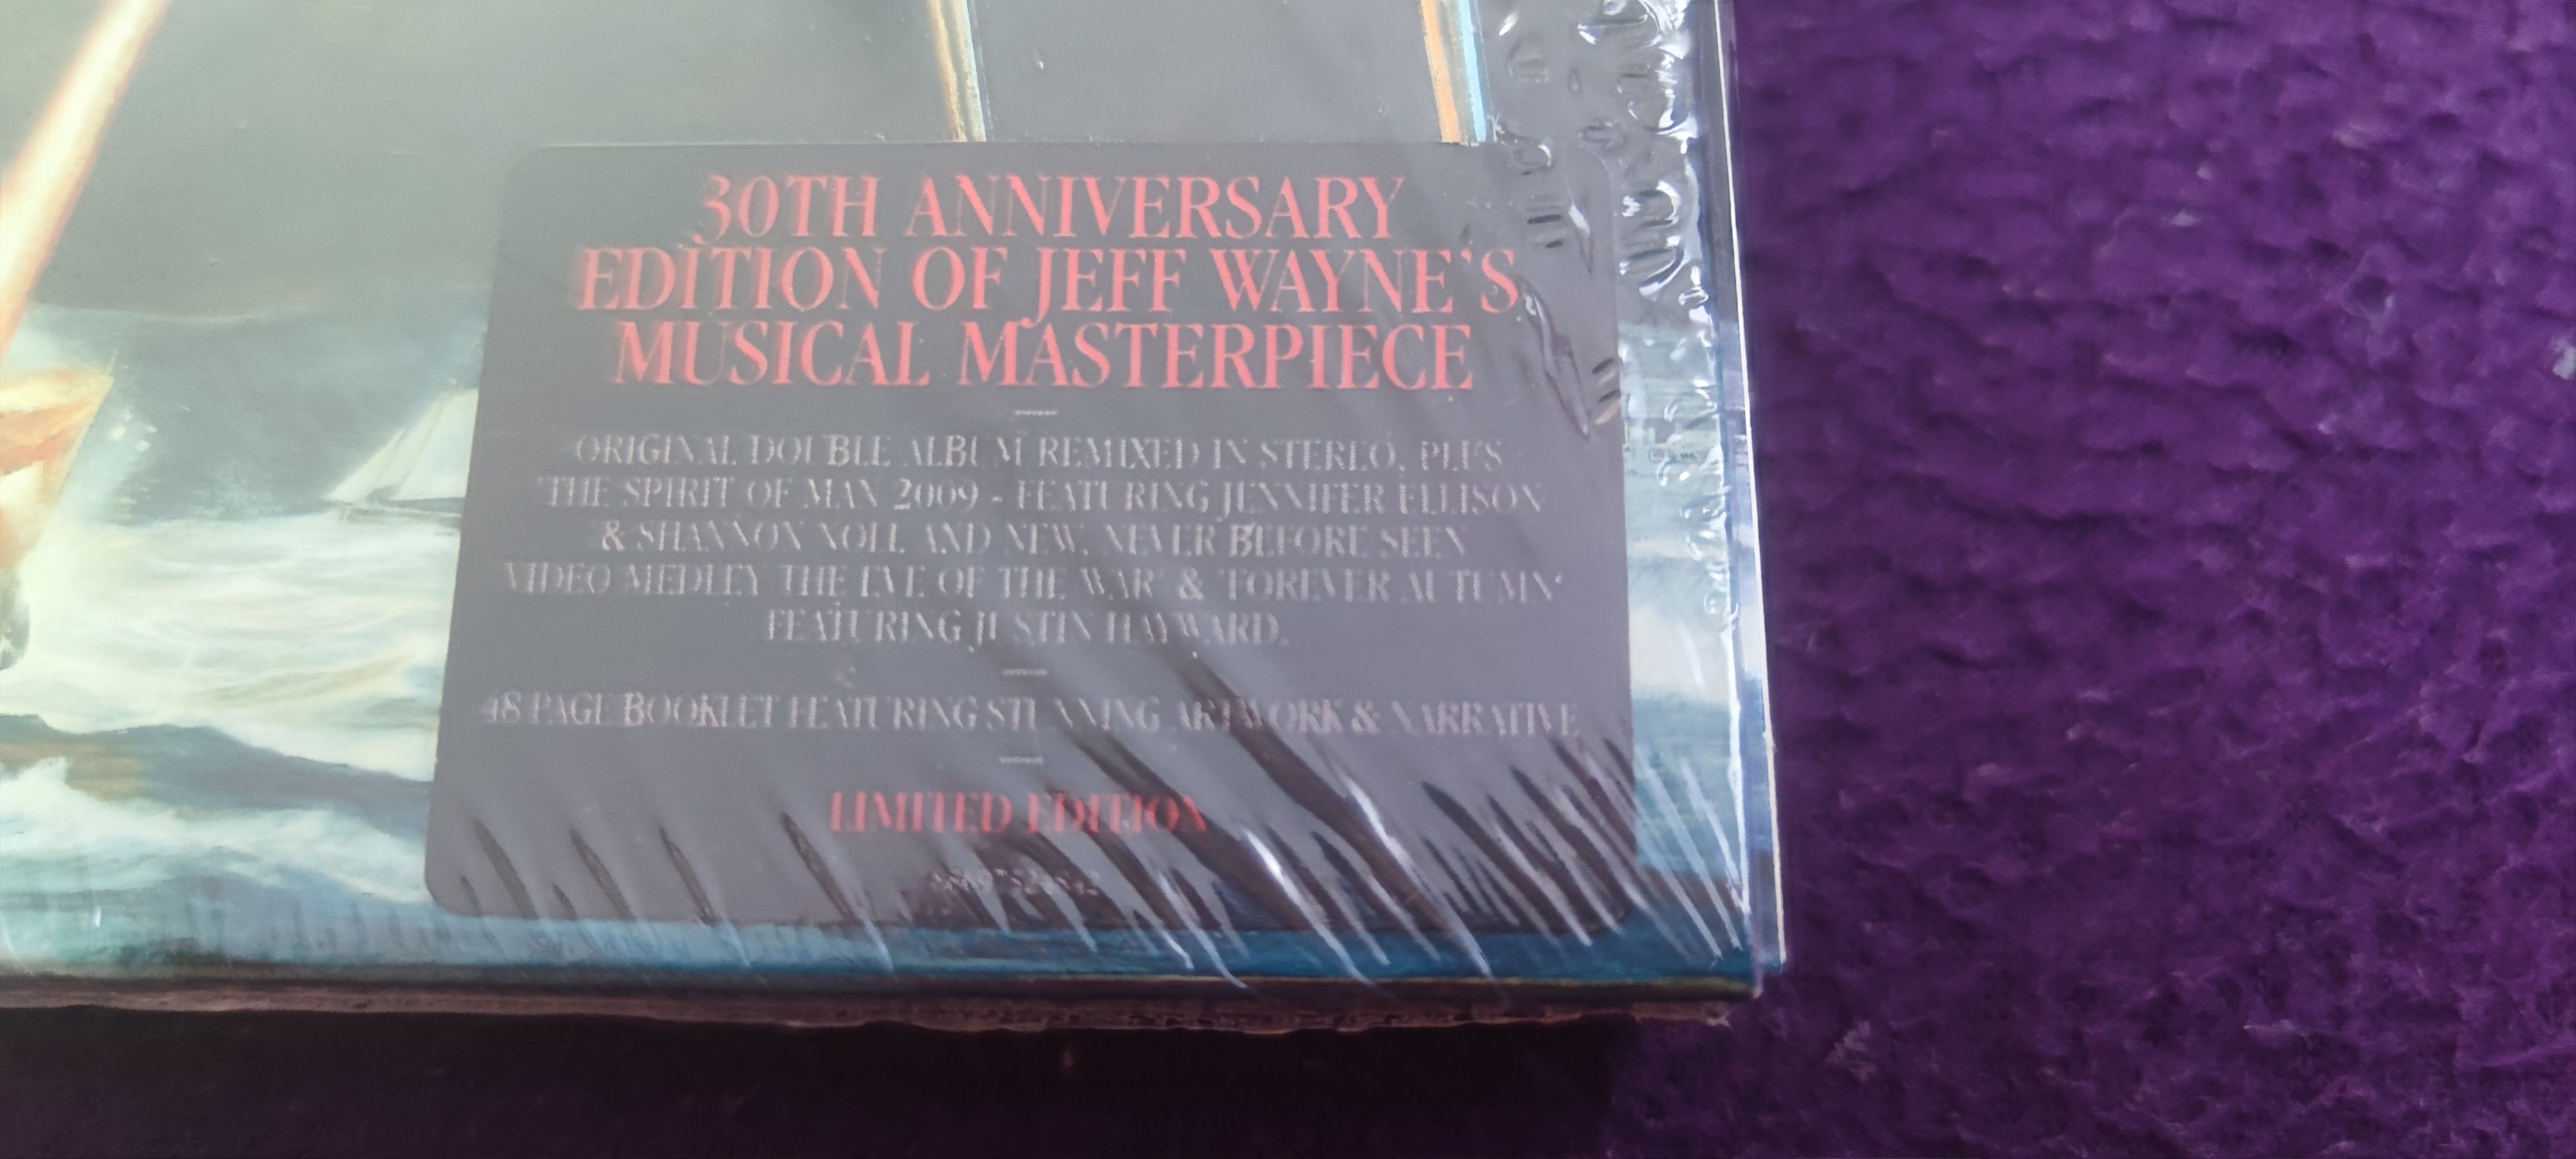 30TH ANNIVERSARY
EDITION OF JEFF WAYNE'S
MUSICAL MASTERPIECE
ORIGINAL DOUBLE ALBUM REMIXED IN STEREO, PLUS
'THE SPIRIT OF MAN 2009 - FEATURING JENNIFER ELLISON
& SHANNON NOLL AND NEW, NEVER BEFORE SEEN
VIDEO MEDLEY 'THE EVE OF THE WAR' & 'FOREVER AUTUMN'
FEATURING JUSTIN HAYWARD.
48 PAGE BOOKLET FEATURING STUNNING ARTWORK & NARRATIVE
LIMITED EDITION